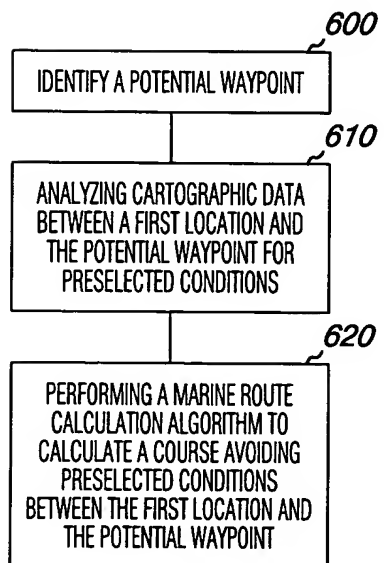 600
IDENTIFY A POTENTIAL WAYPOINT
610
ANALYZING CARTOGRAPHIC DATA
BETWEEN A FIRST LOCATION AND
THE POTENTIAL WAYPOINT FOR
PRESELECTED CONDITIONS
620
PERFORMING A MARINE ROUTE
CALCULATION ALGORITHM TO
CALCULATE A COURSE AVOIDING
PRESELECTED CONDITIONS
BETWEEN THE FIRST LOCATION AND
THE POTENTIAL WAYPOINT